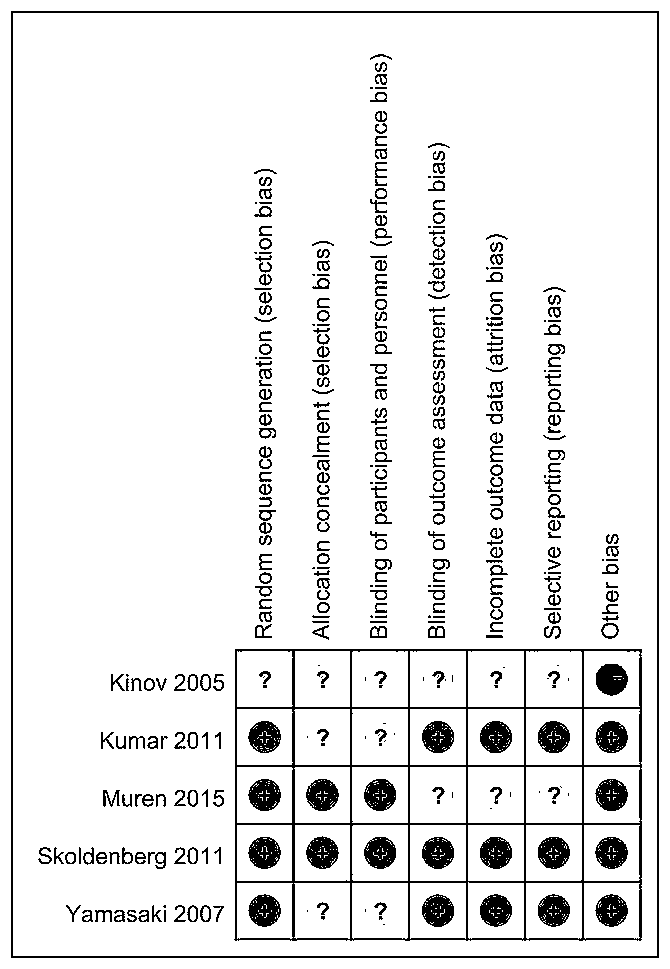 Random sequence generation (selection bias)
Allocation concealment (selection bias)
Blinding of participants and personnel (performance bias)
Blinding of outcome assessment (detection bias)
Incomplete outcome data (attrition bias)
Selective reporting (reporting bias)
Other bias
Kinov 2005 ? ? ? ? ? ? −
Kumar 2011 + ? ? + + + +
Muren 2015 + + + ? ? ? +
Skoldenberg 2011 + + + + + + +
Yamasaki 2007 + ? ? + + + +